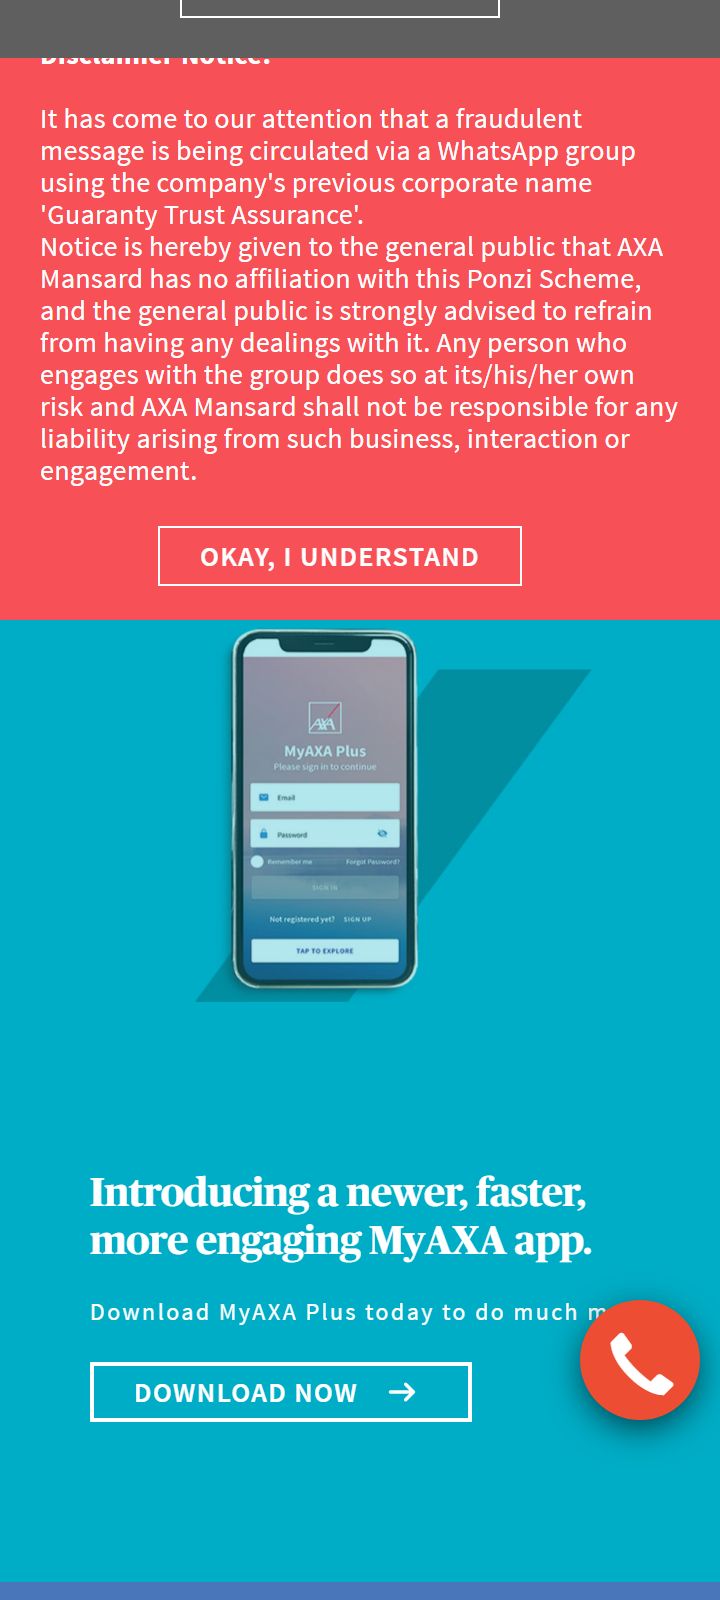 Disclaimer Notice!
It has come to our attention that a fraudulent
message is being circulated via a WhatsApp group
using the company's previous corporate name
'Guaranty Trust Assurance'.
Notice is hereby given to the general public that AXA
Mansard has no affiliation with this Ponzi Scheme,
and the general public is strongly advised to refrain
from having any dealings with it. Any person who
engages with the group does so at its/his/her own
risk and AXA Mansard shall not be responsible for any
liability arising from such business, interaction or
engagement.
OKAY, I UNDERSTAND
AXA
MyAXA Plus
Please sign in to continue
Email
Password
Remember me Forgot Password?
SIGN IN
Not registered yet? SIGN UP
TAP TO EXPLORE
Introducing a newer, faster,
more engaging MyAXA app.
Download MyAXA Plus today to do much
DOWNLOAD NOW